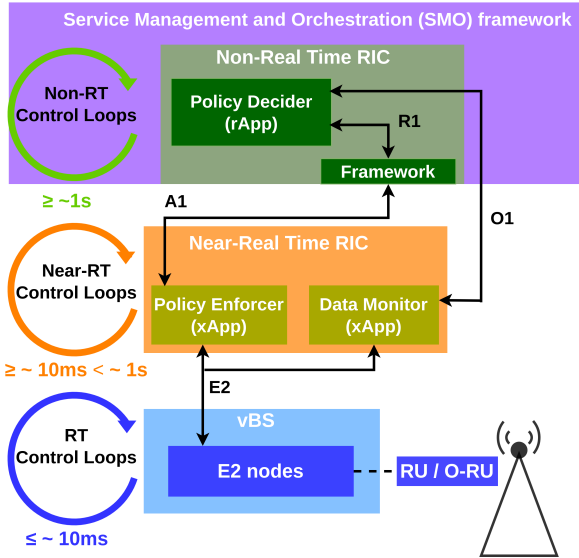 Service Management and Orchestration (SMO) framework
Non-Real Time RIC
Non-RT
Control Loops
Policy Decider
(rApp)
R1
Framework
≥ ~1s
A1
O1
Near-Real Time RIC
Near-RT
Control Loops
Policy Enforcer
(xApp)
Data Monitor
(xApp)
≥ ~ 10ms < ~ 1s
E2
vBS
RT
Control Loops
E2 nodes
RU / O-RU
≤ ~ 10ms